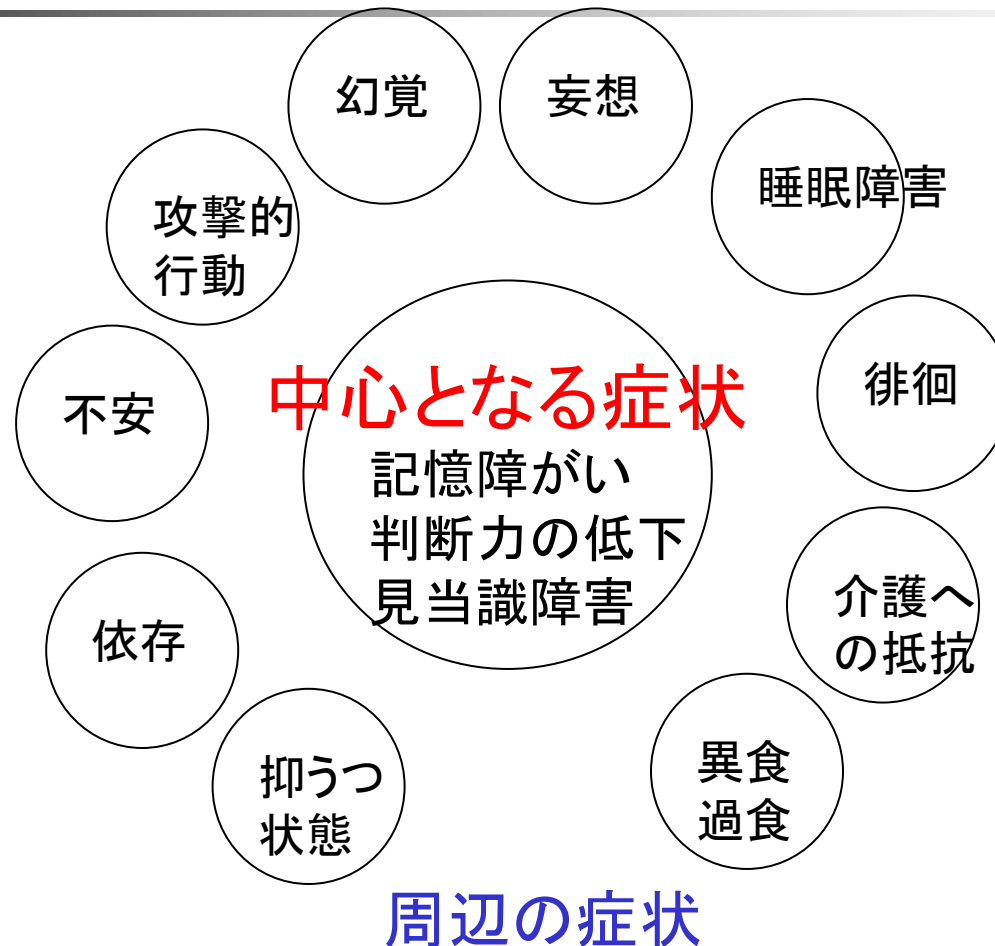 幻覚
妄想
睡眠障害
攻撃的
行動
中心となる症状
徘徊
不安
記憶障がい
判断力の低下
見当識障害
介護へ
の抵抗
依存
抑うつ
状態
異食
過食
周辺の症状